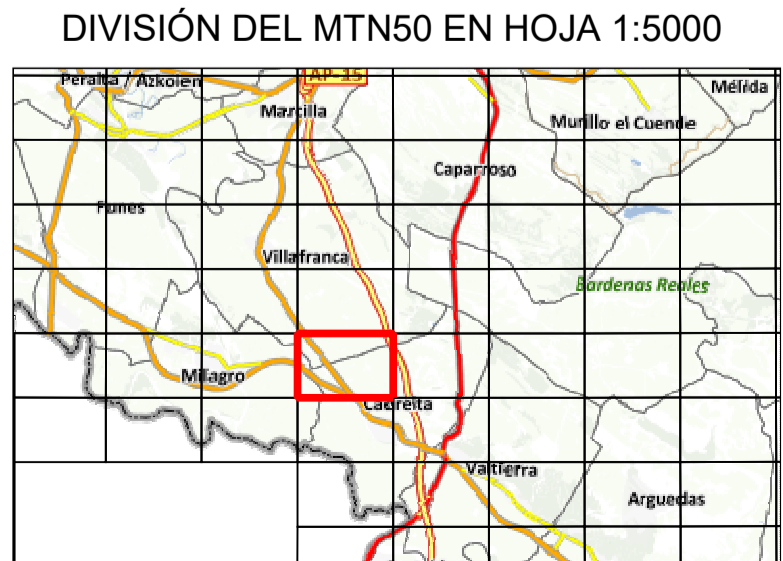 DIVISIÓN DEL MTN50 EN HOJA 1:5000
Peralta / Azkoien
AP-15
Mélida
Marcilla
Murillo el Cuende
Caparroso
Funes
Villafranca
Bardenas Reales
Milagro
Cadreita
Valtierra
Arguedas